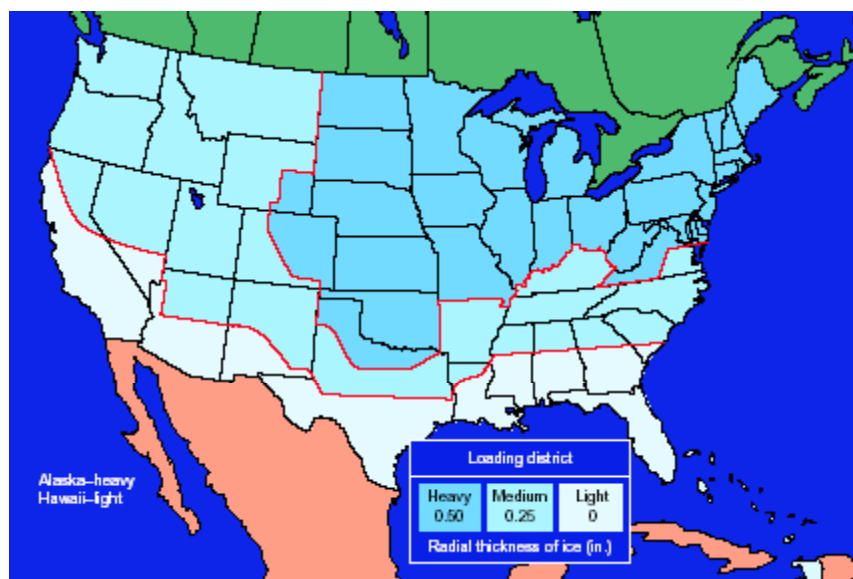 Alaska–heavy
Hawaii–light
Loading district
Heavy Medium Light
0.50 0.25 0
Radial thickness of ice (in.)